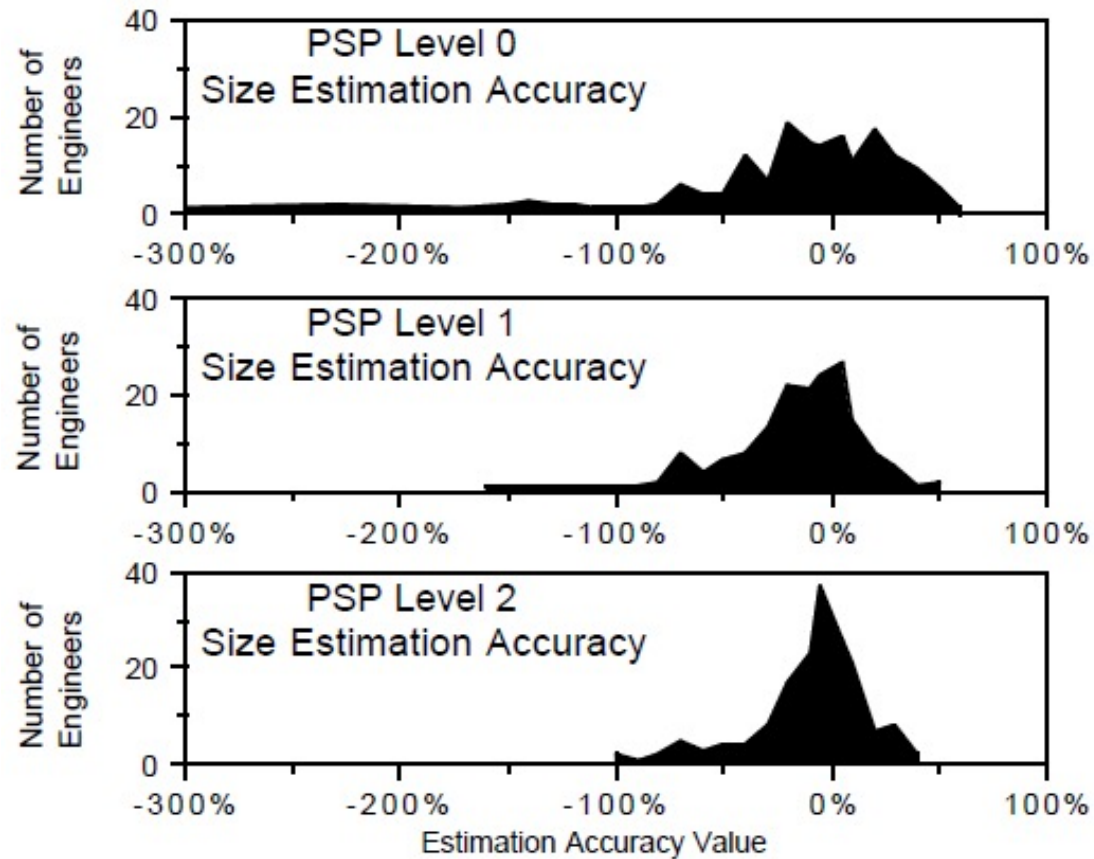 40
PSP Level 0
Size Estimation Accuracy
Number of
Engineers
20
0
-300%
-200%
-100%
0%
100%
40
PSP Level 1
Size Estimation Accuracy
Number of
Engineers
20
0
-300%
-200%
-100%
0%
100%
40
PSP Level 2
Size Estimation Accuracy
Number of
Engineers
20
0
-300%
-200%
-100%
0%
100%
Estimation Accuracy Value